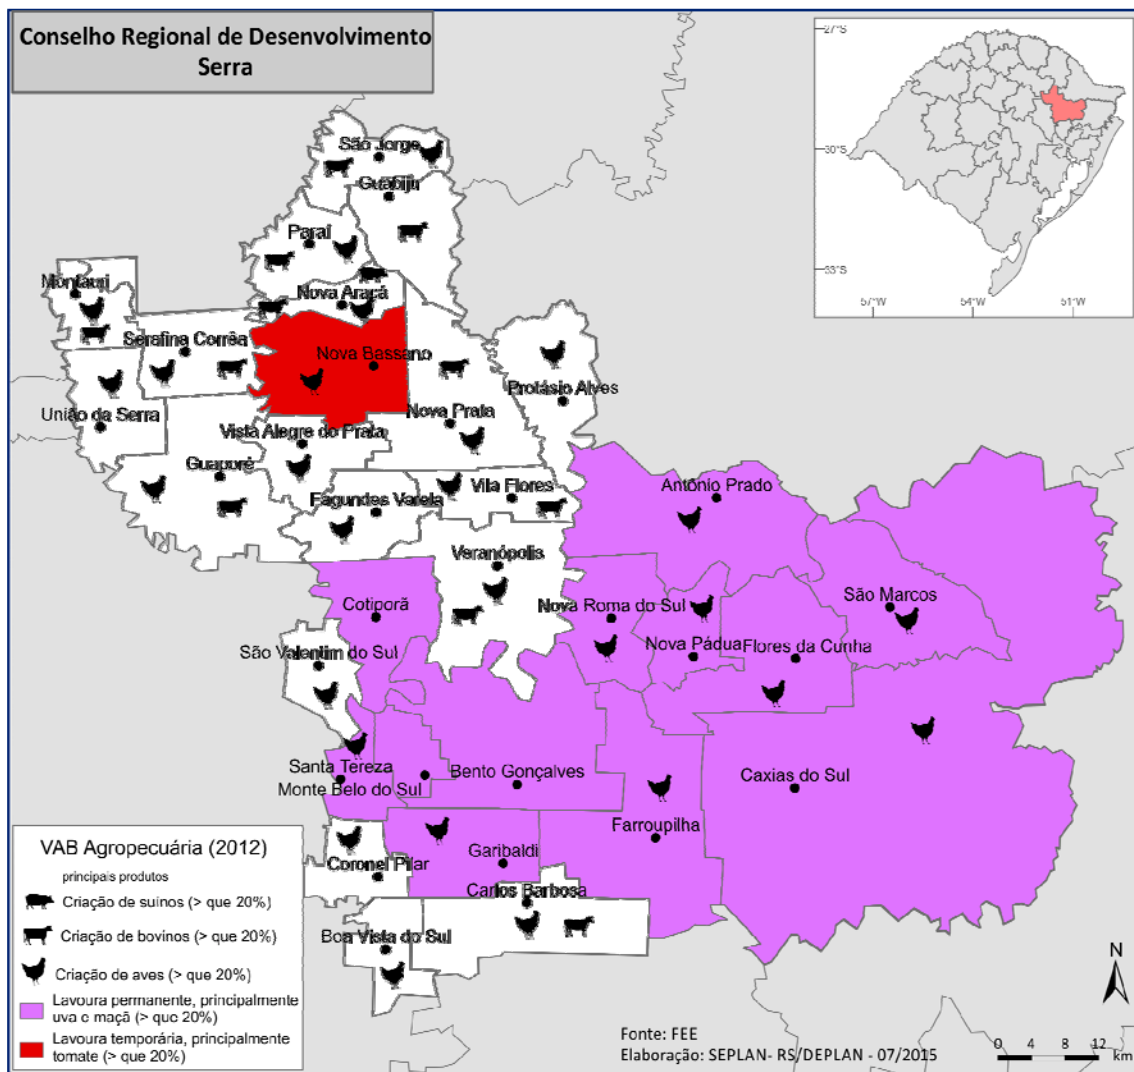 Conselho Regional de Desenvolvimento
Serra
27°S
30°S
33°S
57°W
54°W
51°W
São Jorge
Guabiju
Paraí
Montauri
Nova Araçá
Serafina Corrêa
Nova Bassano
Protásio Alves
União da Serra
Nova Prata
Vista Alegre do Prata
Guaporé
Vila Flores
Antônio Prado
Fagundes Varela
Veranópolis
Cotiporã
Nova Roma do Sul
São Marcos
São Valentim do Sul
Nova Pádua
Flores da Cunha
Santa Tereza
Monte Belo do Sul
Bento Gonçalves
Caxias do Sul
Farroupilha
Garibaldi
Coronel Pilar
Carlos Barbosa
Boa Vista do Sul
VAB Agropecuária (2012)
principais produtos
Criação de suínos (> que 20%)
Criação de bovinos (> que 20%)
Criação de aves (> que 20%)
Lavoura permanente, principalmente
uva e maçã (> que 20%)
Lavoura temporária, principalmente
tomate (> que 20%)
Fonte: FEE
Elaboração: SEPLAN- RS/DEPLAN - 07/2015
N
0 4 8 12
km